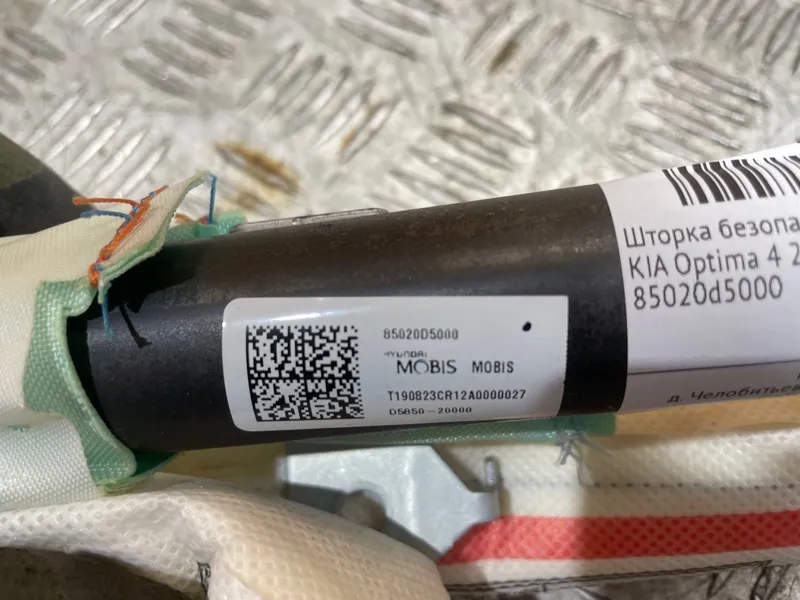 85020D5000
HYUNDAI
MOBIS MOBIS
T190823CR12A0000027
D5850-20000
Шторка безопа
KIA Optima 4 2
85020d5000
д. Челобитьев